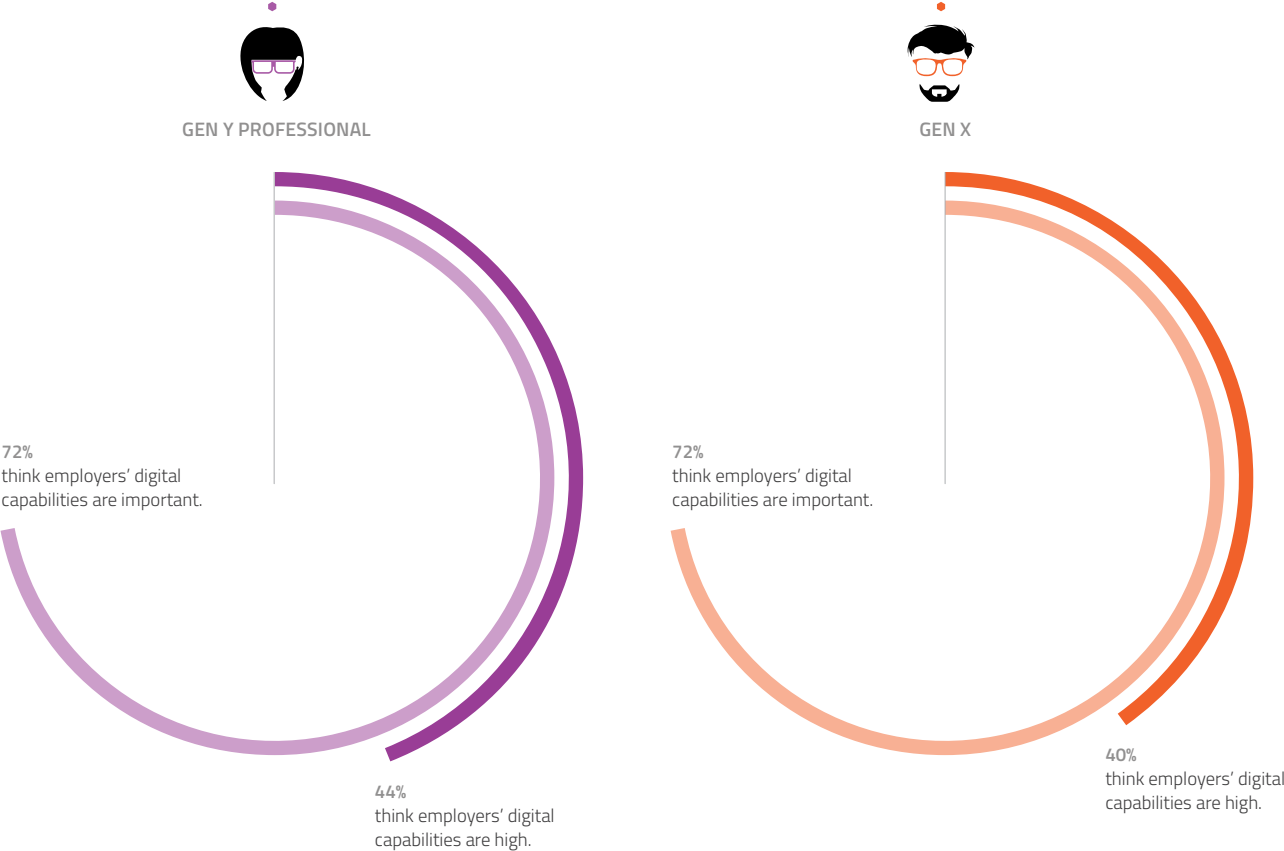 GEN Y PROFESSIONAL
72%
think employers’ digital
capabilities are important.
44%
think employers’ digital
capabilities are high.
GEN X
72%
think employers’ digital
capabilities are important.
40%
think employers’ digital
capabilities are high.